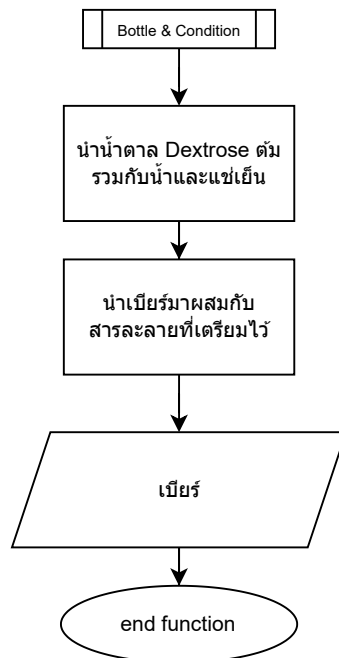 Bottle & Condition
นำน้ำตาล Dextrose ต้ม
รวมกับน้ำและแช่เย็น
นำเบียร์มาผสมกับ
สารละลายที่เตรียมไว้
เบียร์
end function